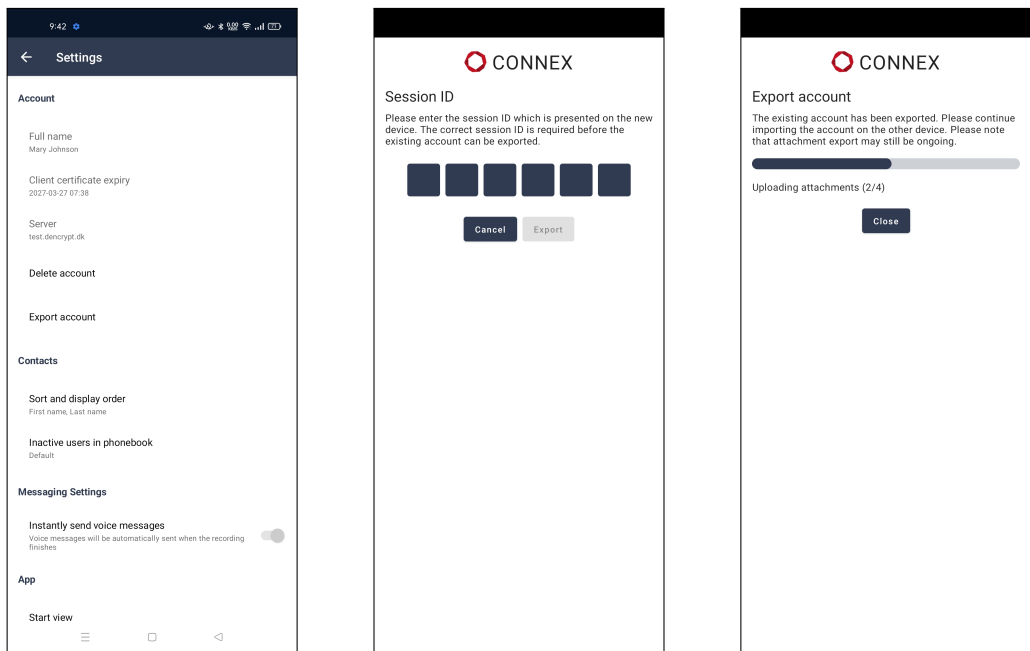 9:42
Settings
Account
Full name
Mary Johnson
Client certificate expiry
2027-03-27 07:38
Server
test.dencrypt.dk
Delete account
Export account
Contacts
Sort and display order
First name, Last name
Inactive users in phonebook
Default
Messaging Settings
Instantly send voice messages
Voice messages will be automatically sent when the recording
finishes
App
Start view
CONNEX
Session ID
Please enter the session ID which is presented on the new
device. The correct session ID is required before the
existing account can be exported.
Cancel Export
CONNEX
Export account
The existing account has been exported. Please continue
importing the account on the other device. Please note
that attachment export may still be ongoing.
Uploading attachments (2/4)
Close